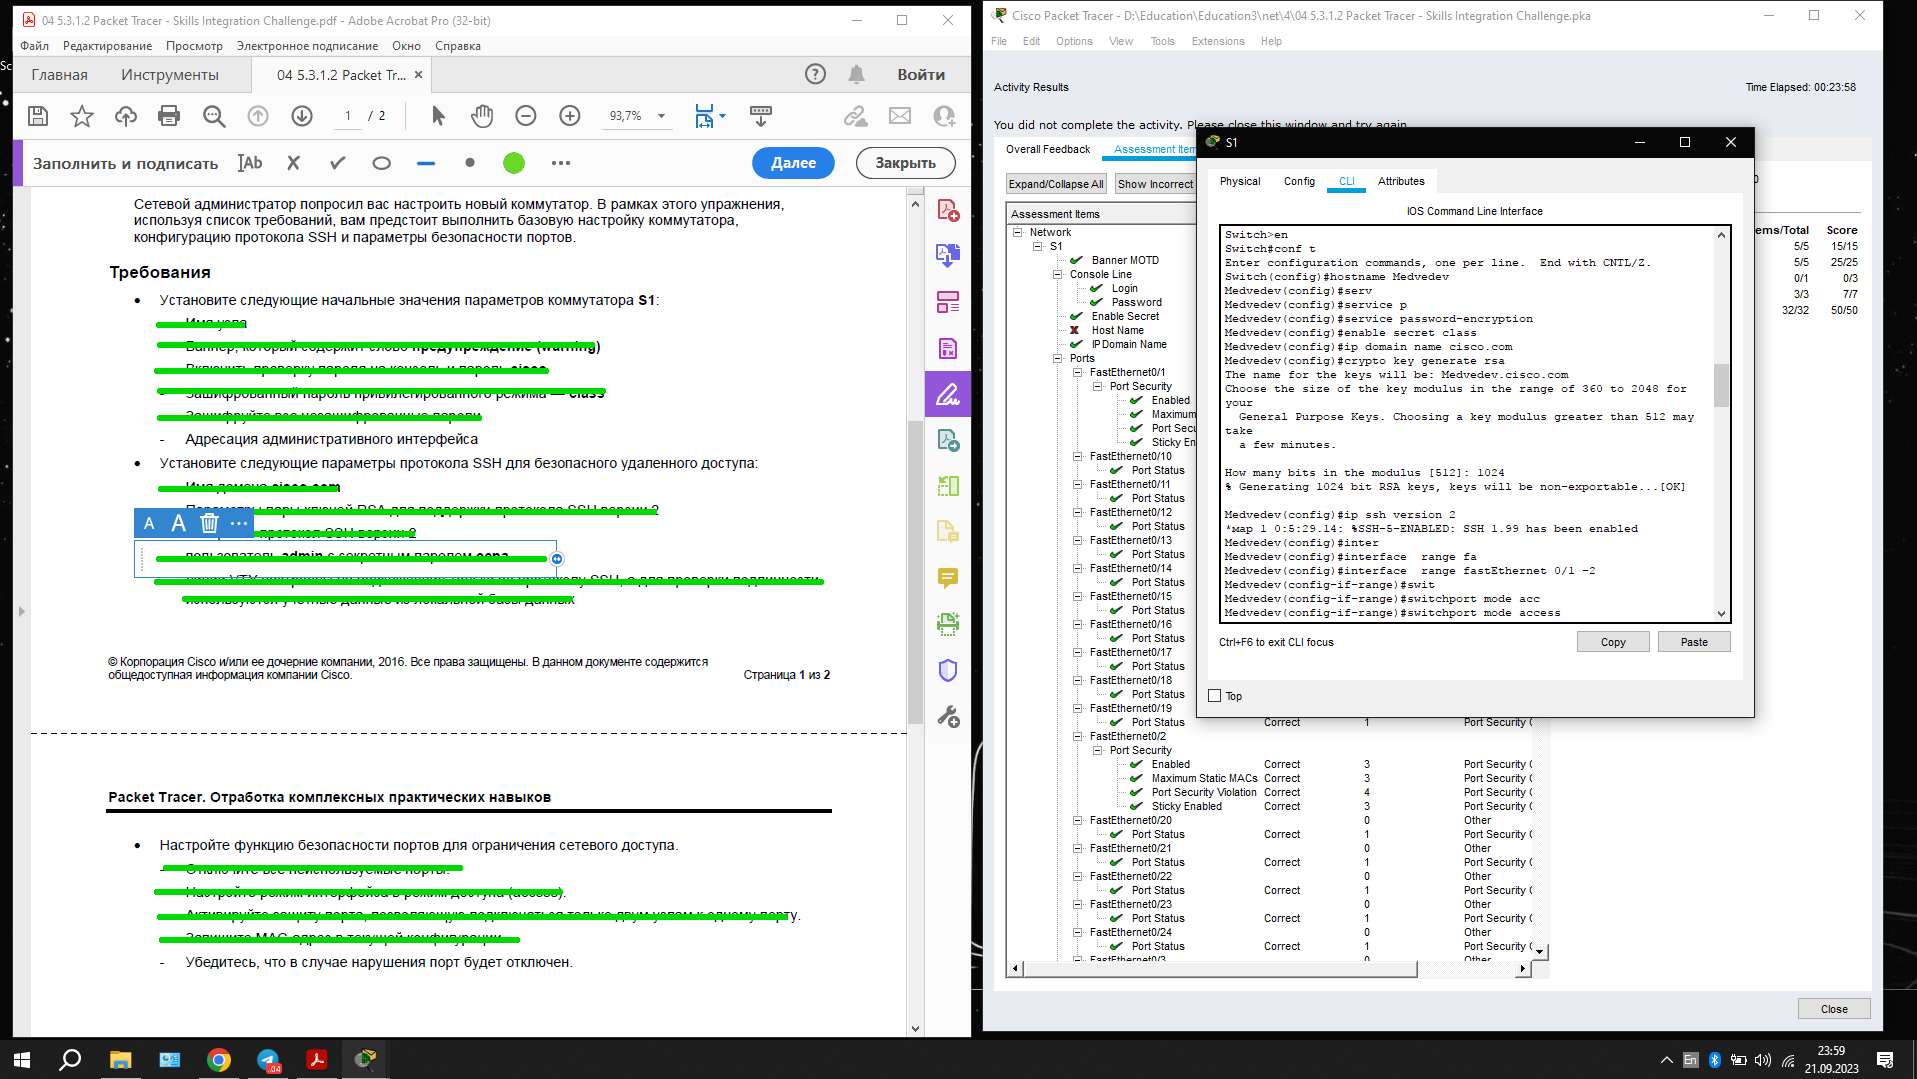 04 5.3.1.2 Packet Tracer - Skills Integration Challenge.pdf - Adobe Acrobat Pro (32-bit)
Файл Редактирование Просмотр Электронное подписание Окно Справка
Главная Инструменты 04 5.3.1.2 Packet Tr... × Войти
1 / 2 93,7%
Заполнить и подписать Ab Далее Закрыть
Сетевой администратор попросил вас настроить новый коммутатор. В рамках этого упражнения,
используя список требований, вам предстоит выполнить базовую настройку коммутатора,
конфигурацию протокола SSH и параметры безопасности портов.
Требования
• Установите следующие начальные значения параметров коммутатора S1:
Имя узла
Баннер, который содержит слово предупреждение (warning)
Включить проверку пароля на консоль и пароль cisco
- Зашифрованный пароль привилегированного режима — class
Зашифруйте все незашифрованные пароли
- Адресация административного интерфейса
• Установите следующие параметры протокола SSH для безопасного удаленного доступа:
Имя домена cisco.com
Параметры пары ключей RSA для поддержки протокола SSH версии 2
A A ...
протокол SSH версии 2
пользователь admin с секретным паролем ccna
VTY протоколу SSH, а для проверки подлинности
используются учетные данные из локальной базы данных
© Корпорация Cisco и/или ее дочерние компании, 2016. Все права защищены. В данном документе содержится
общедоступная информация компании Cisco. Страница 1 из 2
Packet Tracer. Отработка комплексных практических навыков
• Настройте функцию безопасности портов для ограничения сетевого доступа.
- Отключите все неиспользуемые порты.
Настройте режим интерфейса в режим доступа (access).
Активируйте защиту порта, позволяющую подключаться только двум узлам к одному порту.
Запишите MAC-адрес в текущей конфигурации.
- Убедитесь, что в случае нарушения порт будет отключен.
Cisco Packet Tracer - D:\Education\Education3\net\4\04 5.3.1.2 Packet Tracer - Skills Integration Challenge.pka
File Edit Options View Tools Extensions Help
Activity Results Time Elapsed: 00:23:58
You did not complete the activity. Please close this window and try again.
Overall Feedback Assessment Item
Expand/Collapse All Show Incorrect
Assessment Items
Network
S1
Banner MOTD
Console Line
Login
Password
Enable Secret
Host Name
IP Domain Name
Ports
FastEthernet0/1
Port Security
Enabled
Maximum
Port Secu
Sticky En
FastEthernet0/10
Port Status
FastEthernet0/11
Port Status
FastEthernet0/12
Port Status
FastEthernet0/13
Port Status
FastEthernet0/14
Port Status
FastEthernet0/15
Port Status
FastEthernet0/16
Port Status
FastEthernet0/17
Port Status
FastEthernet0/18
Port Status
FastEthernet0/19
Port Status Correct 1 Port Security C
FastEthernet0/2
Port Security
Enabled Correct 3 Port Security C
Maximum Static MACs Correct 3 Port Security C
Port Security Violation Correct 4 Port Security C
Sticky Enabled Correct 3 Port Security C
FastEthernet0/20 0 Other
Port Status Correct 1 Port Security C
FastEthernet0/21 0 Other
Port Status Correct 1 Port Security C
FastEthernet0/22 0 Other
Port Status Correct 1 Port Security C
FastEthernet0/23 0 Other
Port Status Correct 1 Port Security C
FastEthernet0/24 0 Other
Port Status Correct 1 Port Security C
FastEthernet0/3 0 Other
ems/Total Score
5/5 15/15
5/5 25/25
0/1 0/3
3/3 7/7
32/32 50/50
Close
S1
Physical Config CLI Attributes
IOS Command Line Interface
Switch>en
Switch#conf t
Enter configuration commands, one per line. End with CNTL/Z.
Switch(config)#hostname Medvedev
Medvedev(config)#serv
Medvedev(config)#service p
Medvedev(config)#service password-encryption
Medvedev(config)#enable secret class
Medvedev(config)#ip domain name cisco.com
Medvedev(config)#crypto key generate rsa
The name for the keys will be: Medvedev.cisco.com
Choose the size of the key modulus in the range of 360 to 2048 for
your
General Purpose Keys. Choosing a key modulus greater than 512 may
take
a few minutes.
How many bits in the modulus [512]: 1024
% Generating 1024 bit RSA keys, keys will be non-exportable...[OK]
Medvedev(config)#ip ssh version 2
*мар 1 0:5:29.14: %SSH-5-ENABLED: SSH 1.99 has been enabled
Medvedev(config)#inter
Medvedev(config)#interface range fa
Medvedev(config)#interface range fastEthernet 0/1 -2
Medvedev(config-if-range)#swit
Medvedev(config-if-range)#switchport mode acc
Medvedev(config-if-range)#switchport mode access
Ctrl+F6 to exit CLI focus Copy Paste
Top
Sc
.04
En
23:59
21.09.2023